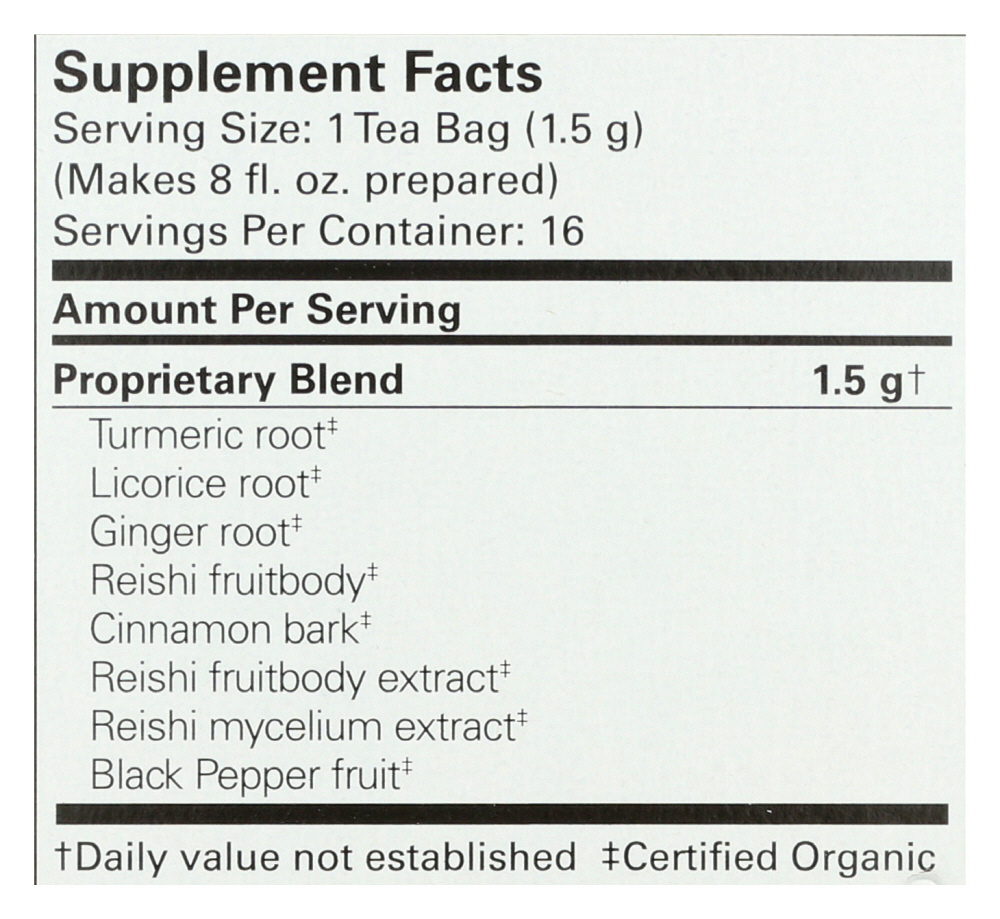 Supplement Facts
Serving Size: 1 Tea Bag (1.5 g)
(Makes 8 fl. oz. prepared)
Servings Per Container: 16
Amount Per Serving
Proprietary Blend 1.5 g†
Turmeric root‡
Licorice root‡
Ginger root‡
Reishi fruitbody‡
Cinnamon bark‡
Reishi fruitbody extract‡
Reishi mycelium extract‡
Black Pepper fruit‡
†Daily value not established ‡Certified Organic